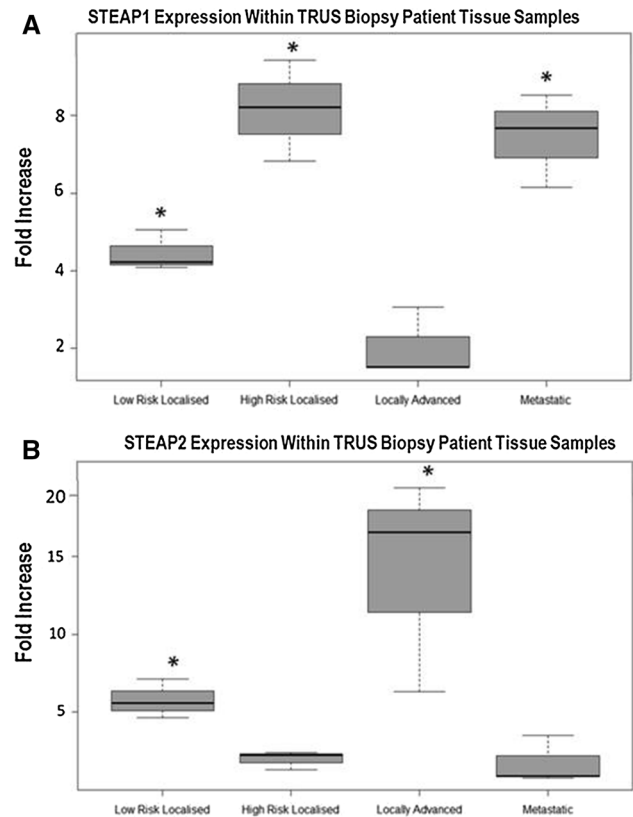 A
STEAP1 Expression Within TRUS Biopsy Patient Tissue Samples
Fold Increase
8
6
4
2
*
*
*
Low Risk Localised
High Risk Localised
Locally Advanced
Metastatic
B
STEAP2 Expression Within TRUS Biopsy Patient Tissue Samples
Fold Increase
20
15
10
5
*
*
Low Risk Localised
High Risk Localised
Locally Advanced
Metastatic